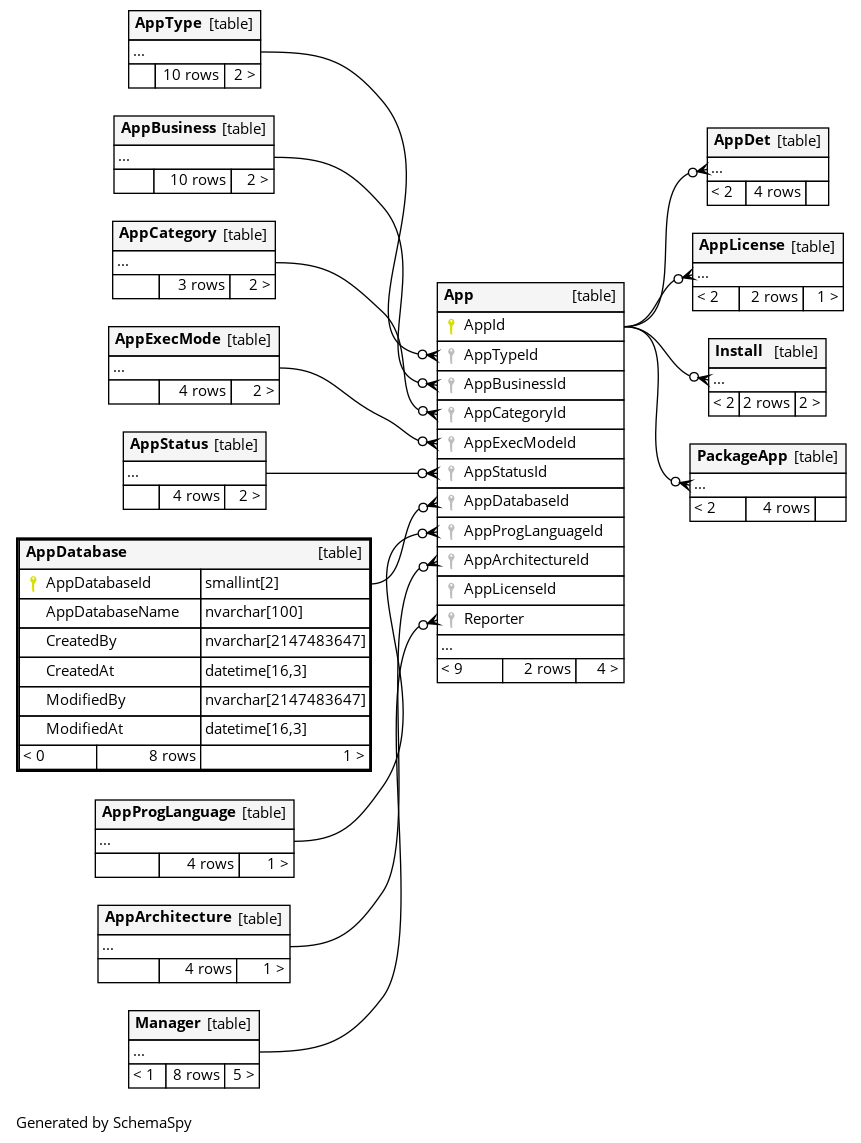 AppType [table]
...
10 rows 2 >
AppBusiness [table]
...
10 rows 2 >
AppCategory [table]
...
3 rows 2 >
AppExecMode [table]
...
4 rows 2 >
AppStatus [table]
...
4 rows 2 >
AppDatabase [table]
AppDatabaseId smallint[2]
AppDatabaseName nvarchar[100]
CreatedBy nvarchar[2147483647]
CreatedAt datetime[16,3]
ModifiedBy nvarchar[2147483647]
ModifiedAt datetime[16,3]
< 0 8 rows 1 >
AppProgLanguage [table]
...
4 rows 1 >
AppArchitecture [table]
...
4 rows 1 >
Manager [table]
...
< 1 8 rows 5 >
App [table]
AppId
AppTypeId
AppBusinessId
AppCategoryId
AppExecModeId
AppStatusId
AppDatabaseId
AppProgLanguageId
AppArchitectureId
AppLicenseId
Reporter
...
< 9 2 rows 4 >
AppDet [table]
...
< 2 4 rows
AppLicense [table]
...
< 2 2 rows 1 >
Install [table]
...
< 2 2 rows 2 >
PackageApp [table]
...
< 2 4 rows
Generated by SchemaSpy